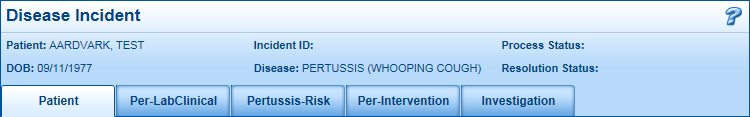 Disease Incident ?
Patient: AARDVARK, TEST Incident ID: Process Status:
DOB: 09/11/1977 Disease: PERTUSSIS (WHOOPING COUGH) Resolution Status:
Patient Per-LabClinical Pertussis-Risk Per-Intervention Investigation